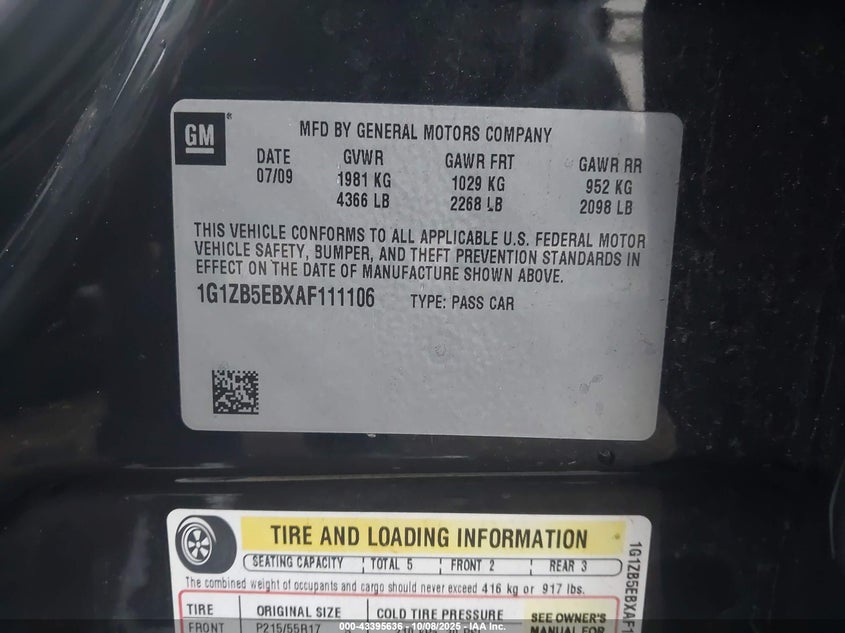 GM
MFD BY GENERAL MOTORS COMPANY
DATE GVWR GAWR FRT GAWR RR
07/09 1981 KG 1029 KG 952 KG
4366 LB 2268 LB 2098 LB
THIS VEHICLE CONFORMS TO ALL APPLICABLE U.S. FEDERAL MOTOR
VEHICLE SAFETY, BUMPER, AND THEFT PREVENTION STANDARDS IN
EFFECT ON THE DATE OF MANUFACTURE SHOWN ABOVE.
1G1ZB5EBXAF111106 TYPE: PASS CAR
TIRE AND LOADING INFORMATION
SEATING CAPACITY TOTAL 5 FRONT 2 REAR 3
The combined weight of occupants and cargo should never exceed 416 kg or 917 lbs.
TIRE ORIGINAL SIZE COLD TIRE PRESSURE SEE OWNER'S
FRONT P215/55R17 MANUAL FOR
1G1ZB5EBXAF1
000-43395636 - 10/08/2025 - IAA Inc.